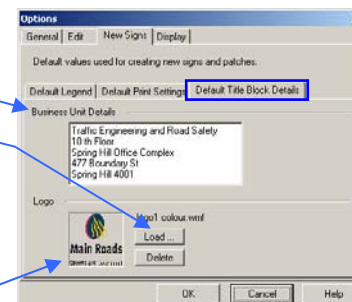 Options
General Edit New Signs Display
Default values used for creating new signs and patches.
Default Legend Default Print Settings Default Title Block Details
Business Unit Details
Traffic Engineering and Road Safety
10 th Floor
Spring Hill Office Complex
477 Boundary St
Spring Hill 4001
Logo
logo1 colour.wmf
Load ...
Main Roads
Delete
OK Cancel Help